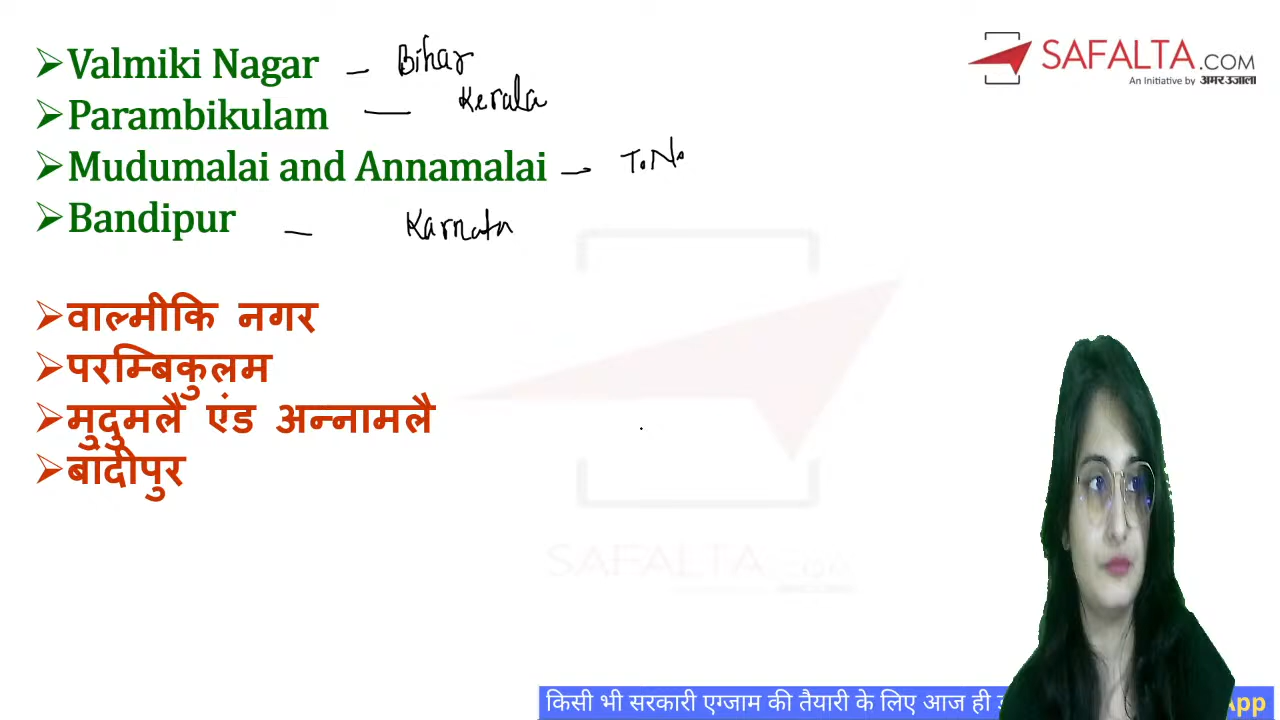 Valmiki Nagar – Bihar
Parambikulam — Kerala
Mudumalai and Annamalai – T.N.
Bandipur – Karnata
वाल्मीकि नगर
परम्बिकुलम
मुदुमलै एंड अन्नामलै
बांदीपुर
SAFALTA.COM
An Initiative by अमर उजाला
SAFALTA
किसी भी सरकारी एग्जाम की तैयारी के लिए आज ही
App